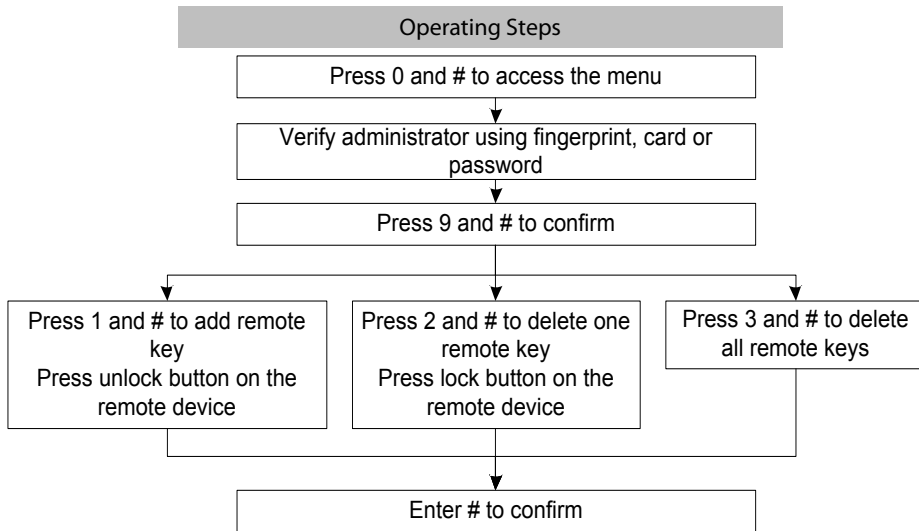 Operating Steps
Press 0 and # to access the menu
Verify administrator using fingerprint, card or
password
Press 9 and # to confirm
Press 1 and # to add remote
key
Press unlock button on the
remote device
Press 2 and # to delete one
remote key
Press lock button on the
remote device
Press 3 and # to delete
all remote keys
Enter # to confirm